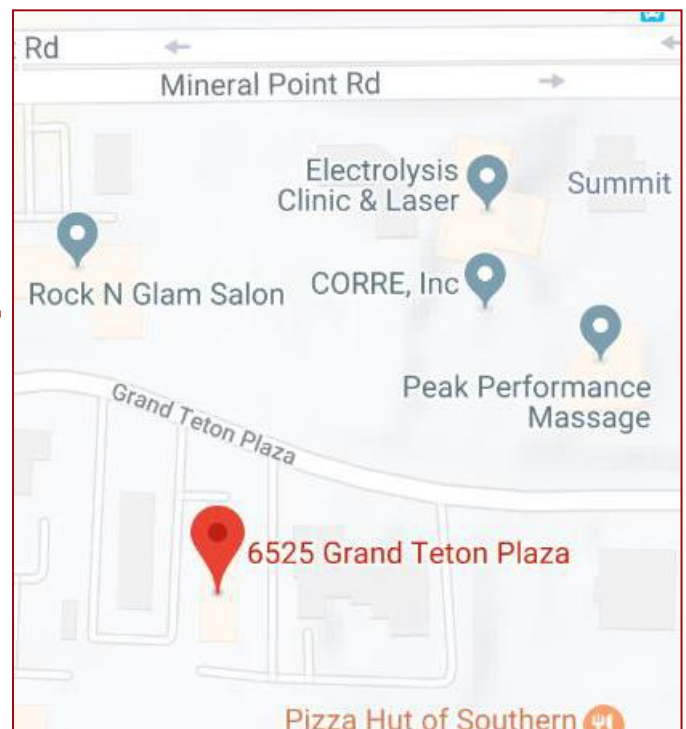 Rd
Mineral Point Rd
Electrolysis
Clinic & Laser
Summit
Rock N Glam Salon
CORRE, Inc
Peak Performance
Massage
Grand Teton Plaza
6525 Grand Teton Plaza
Pizza Hut of Southern